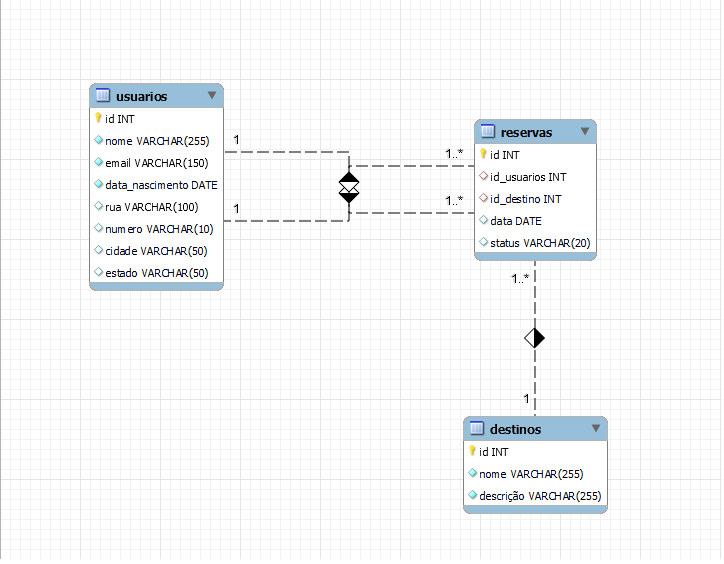 usuarios
id INT
nome VARCHAR(255)
email VARCHAR(150)
data_nascimento DATE
rua VARCHAR(100)
numero VARCHAR(10)
cidade VARCHAR(50)
estado VARCHAR(50)
1
1
1..*
1..*
reservas
id INT
id_usuarios INT
id_destino INT
data DATE
status VARCHAR(20)
1..*
1
destinos
id INT
nome VARCHAR(255)
descrição VARCHAR(255)